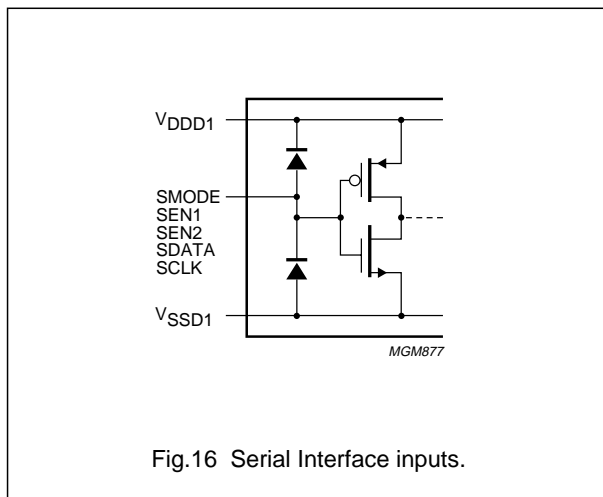 VDDD1
SMODE
SEN1
SEN2
SDATA
SCLK
VSSD1
MGM877
Fig.16 Serial Interface inputs.